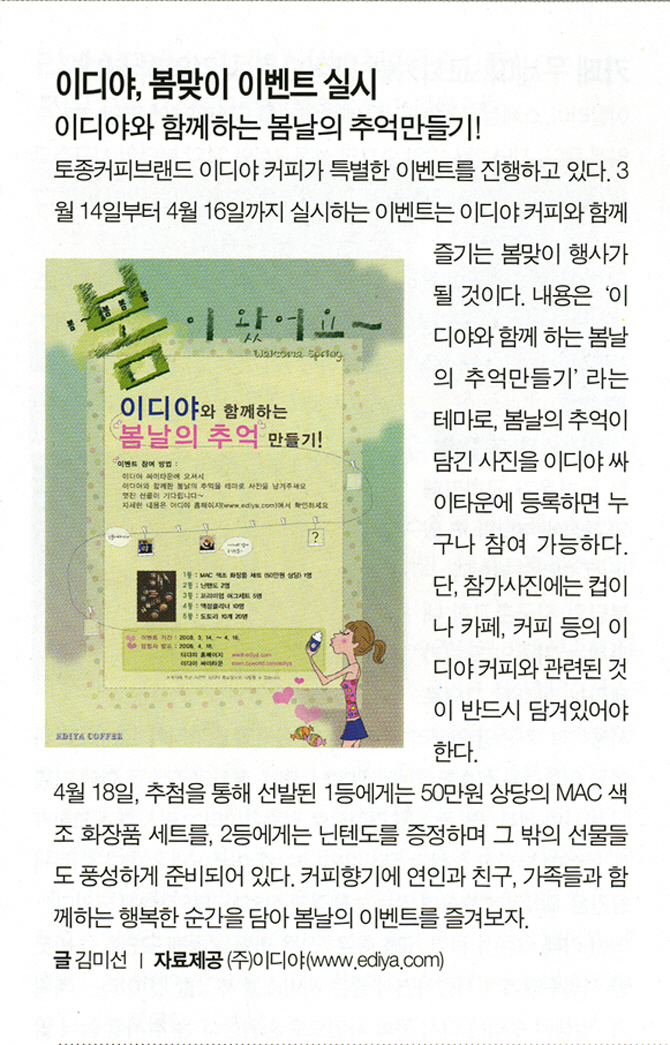 이디야, 봄맞이 이벤트 실시
이디야와 함께하는 봄날의 추억만들기!
토종커피브랜드 이디야 커피가 특별한 이벤트를 진행하고 있다. 3
월 14일부터 4월 16일까지 실시하는 이벤트는 이디야 커피와 함께
즐기는 봄맞이 행사가
될 것이다. 내용은 ‘이
디야와 함께 하는 봄날
의 추억만들기’ 라는
테마로, 봄날의 추억이
담긴 사진을 이디야 싸
이타운에 등록하면 누
구나 참여 가능하다.
단, 참가사진에는 컵이
나 카페, 커피 등의 이
디야 커피와 관련된 것
이 반드시 담겨있어야
한다.
봄~ 봄 봄 봄
봄이 왔어요~
Welcome Spring
이디야와 함께하는
봄날의 추억 만들기!
이벤트 참여 방법 :
이디야 싸이타운에 오셔서
이디야와 함께한 봄날의 추억을 테마로 사진을 남겨주세요
멋진 선물이 기다립니다~
자세한 내용은 이디야 홈페이지(www.ediya.com)에서 확인하세요
?
1등 : MAC 색조 화장품 세트 (50만원 상당) 1명
2등 : 닌텐도 2명
3등 : 프리미엄 머그세트 5명
4등 : 액정클리너 10명
5등 : 도토리 10개 20명
이벤트 기간 : 2008. 3. 14. ~ 4. 16.
당첨자 발표 : 2008. 4. 18.
이디야 홈페이지 www.ediya.com
이디야 싸이타운
EDIYA COFFEE
4월 18일, 추첨을 통해 선발된 1등에게는 50만원 상당의 MAC 색
조 화장품 세트를, 2등에게는 닌텐도를 증정하며 그 밖의 선물들
도 풍성하게 준비되어 있다. 커피향기에 연인과 친구, 가족들과 함
께하는 행복한 순간을 담아 봄날의 이벤트를 즐겨보자.
글 김미선 | 자료제공 (주)이디야(www.ediya.com)